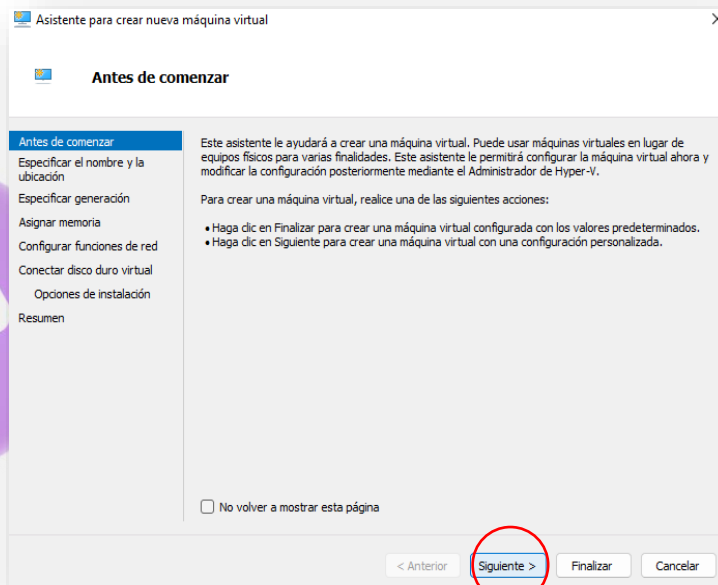 Asistente para crear nueva máquina virtual
Antes de comenzar
Antes de comenzar
Especificar el nombre y la
ubicación
Especificar generación
Asignar memoria
Configurar funciones de red
Conectar disco duro virtual
Opciones de instalación
Resumen
Este asistente le ayudará a crear una máquina virtual. Puede usar máquinas virtuales en lugar de
equipos físicos para varias finalidades. Este asistente le permitirá configurar la máquina virtual ahora y
modificar la configuración posteriormente mediante el Administrador de Hyper-V.
Para crear una máquina virtual, realice una de las siguientes acciones:
• Haga clic en Finalizar para crear una máquina virtual configurada con los valores predeterminados.
• Haga clic en Siguiente para crear una máquina virtual con una configuración personalizada.
No volver a mostrar esta página
< Anterior Siguiente > Finalizar Cancelar